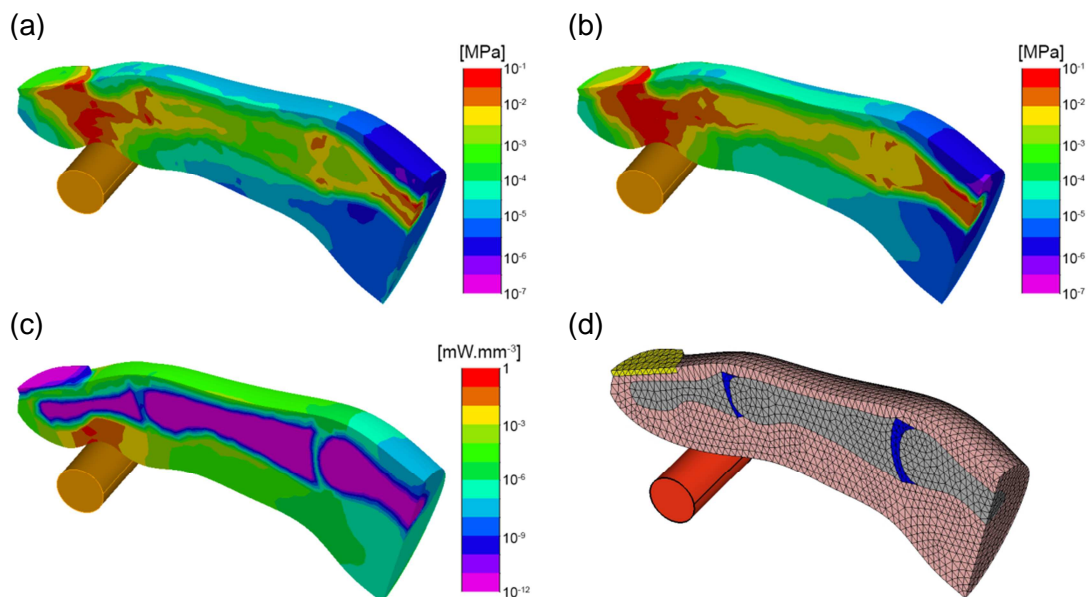 (a)
[MPa]
10⁻¹
10⁻²
10⁻³
10⁻⁴
10⁻⁵
10⁻⁶
10⁻⁷
(b)
[MPa]
10⁻¹
10⁻²
10⁻³
10⁻⁴
10⁻⁵
10⁻⁶
10⁻⁷
(c)
[mW.mm⁻³]
1
10⁻³
10⁻⁶
10⁻⁹
10⁻¹²
(d)